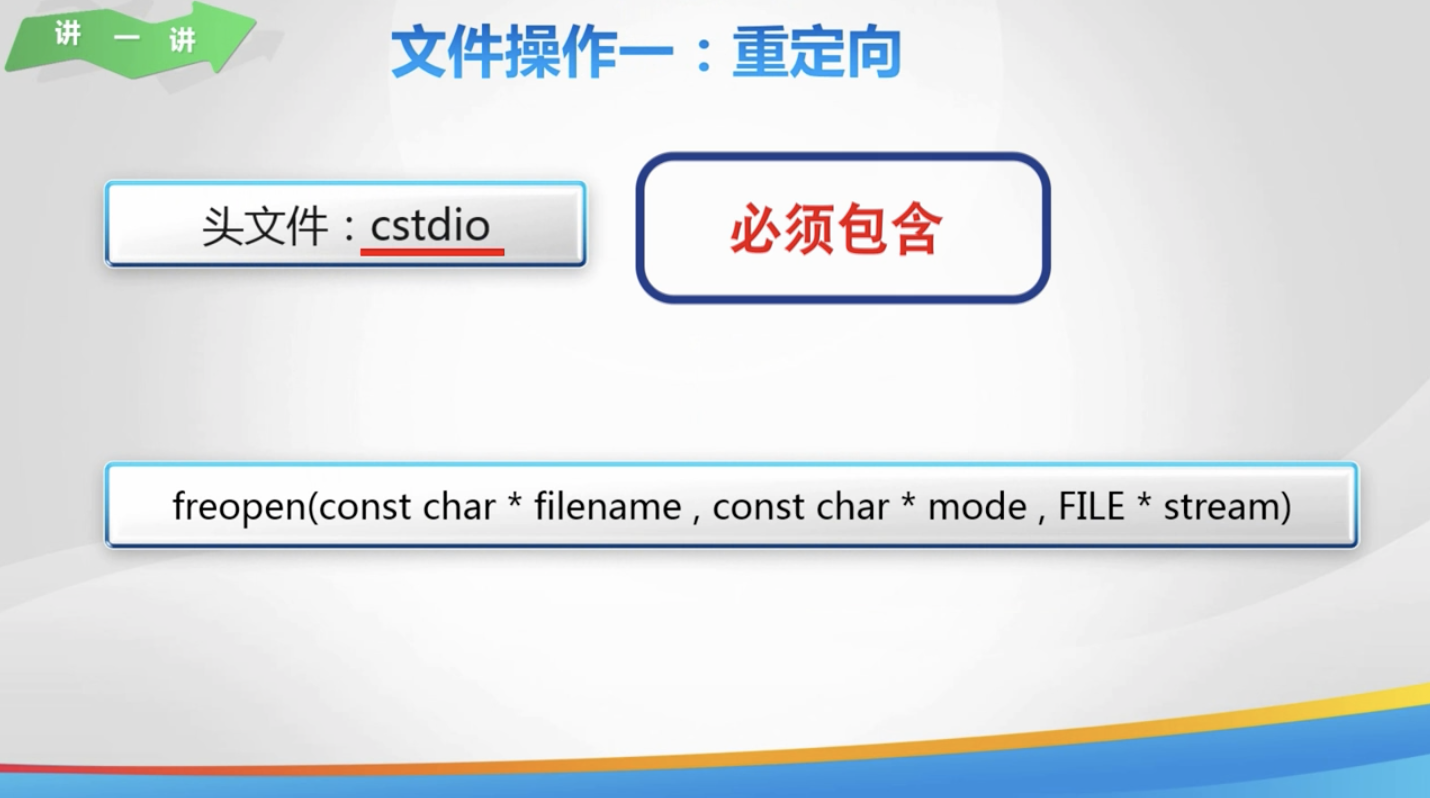 讲一讲
文件操作一：重定向
头文件：cstdio
必须包含
freopen(const char * filename , const char * mode , FILE * stream)